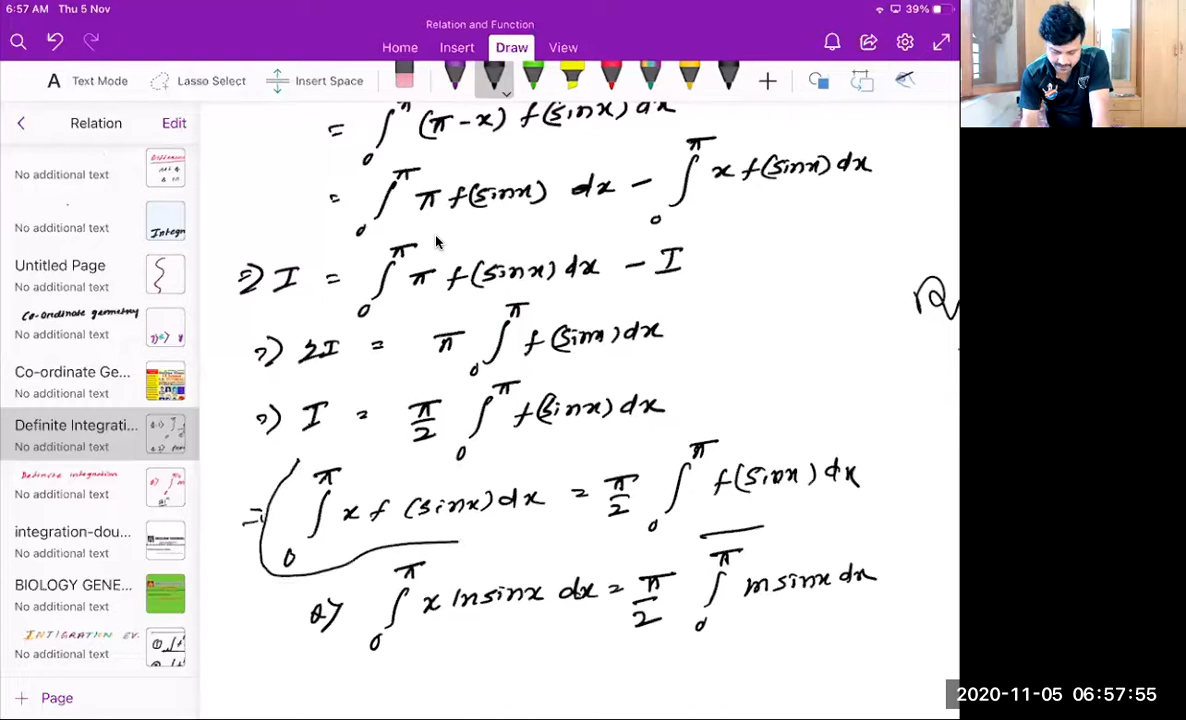 6:57 AM Thu 5 Nov
39%
Relation and Function
Home Insert Draw View
A Text Mode Lasso Select Insert Space
Relation Edit
No additional text
No additional text
Untitled Page
No additional text
Co-ordinate geometry
No additional text
Co-ordinate Ge...
No additional text
Definite Integrati...
No additional text
Definite integration
No additional text
integration-dou...
No additional text
BIOLOGY GENE...
No additional text
INTIGRATION EV.
No additional text
+ Page
= ∫₀^π (π-x) f(sinx) dx
= ∫₀^π π f(sinx) dx - ∫₀^π x f(sinx) dx
⇒ I = ∫₀^π π f(sinx) dx - I
⇒ 2I = π ∫₀^π f(sinx) dx
⇒ I = π/2 ∫₀^π f(sinx) dx
⇒ ∫₀^π x f(sinx) dx = π/2 ∫₀^π f(sinx) dx
Q) ∫₀^π x lnsinx dx = π/2 ∫₀^π lnsinx dx
2020-11-05 06:57:55